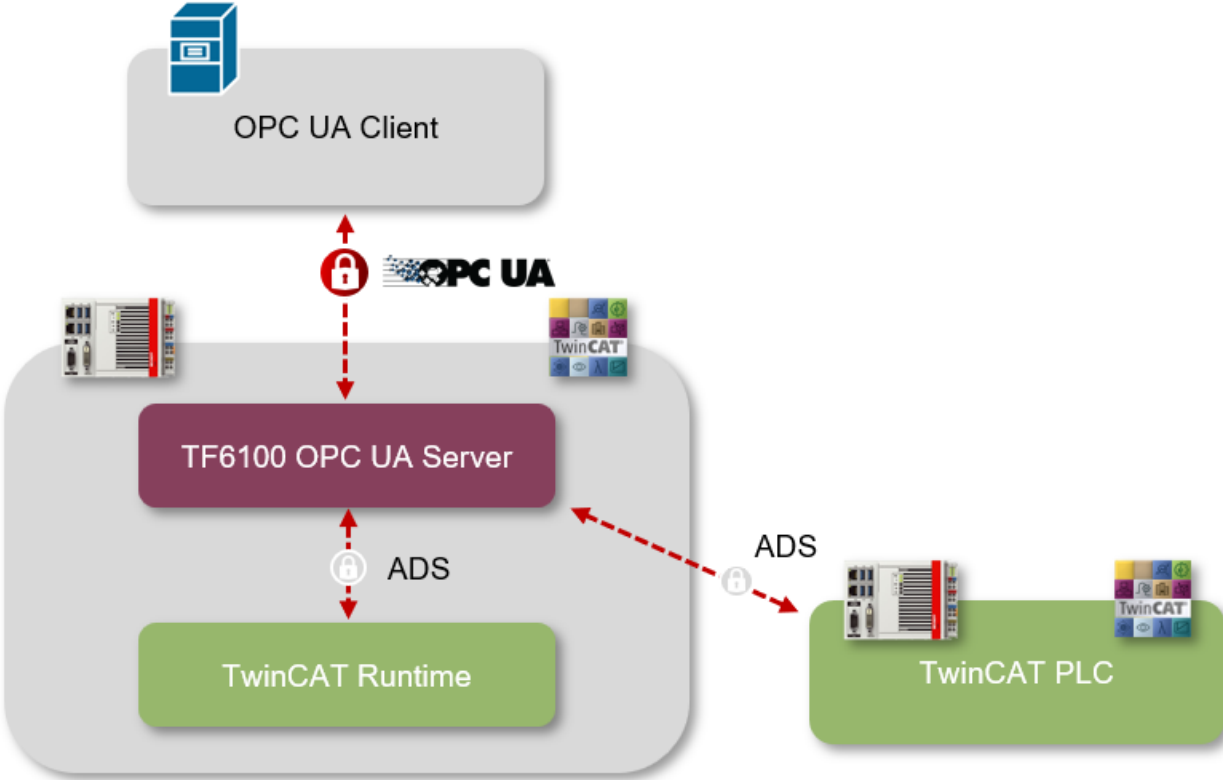 OPC UA Client
OPC UA
TwinCAT
TF6100 OPC UA Server
ADS
ADS
TwinCAT
TwinCAT Runtime
TwinCAT PLC